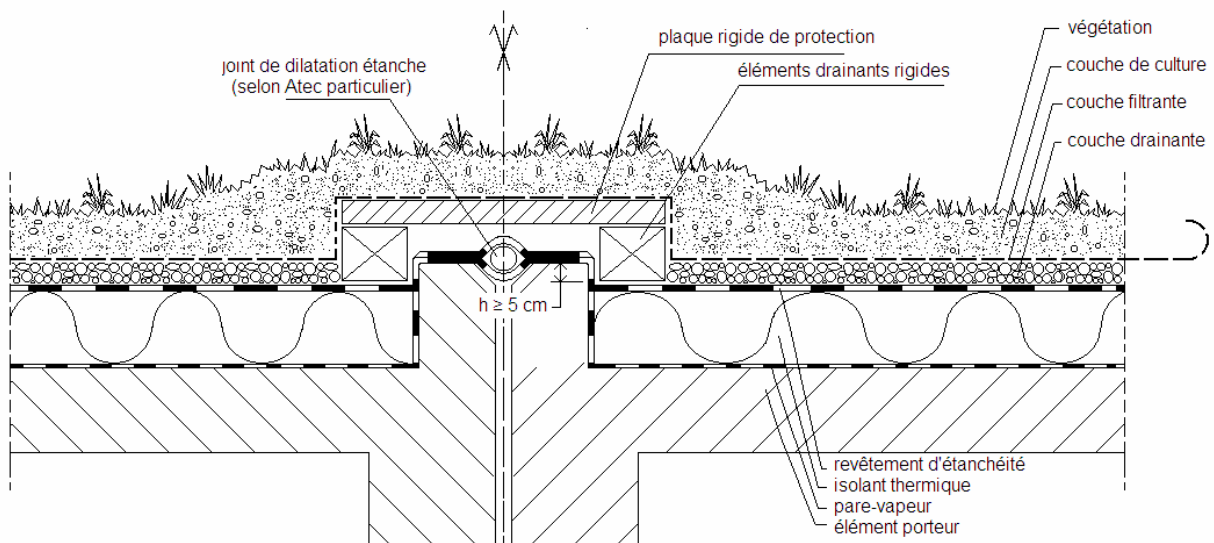 végétation
plaque rigide de protection
joint de dilatation étanche
(selon Atec particulier)
éléments drainants rigides
couche de culture
couche filtrante
couche drainante
h ≥ 5 cm
revêtement d'étanchéité
isolant thermique
pare-vapeur
élément porteur